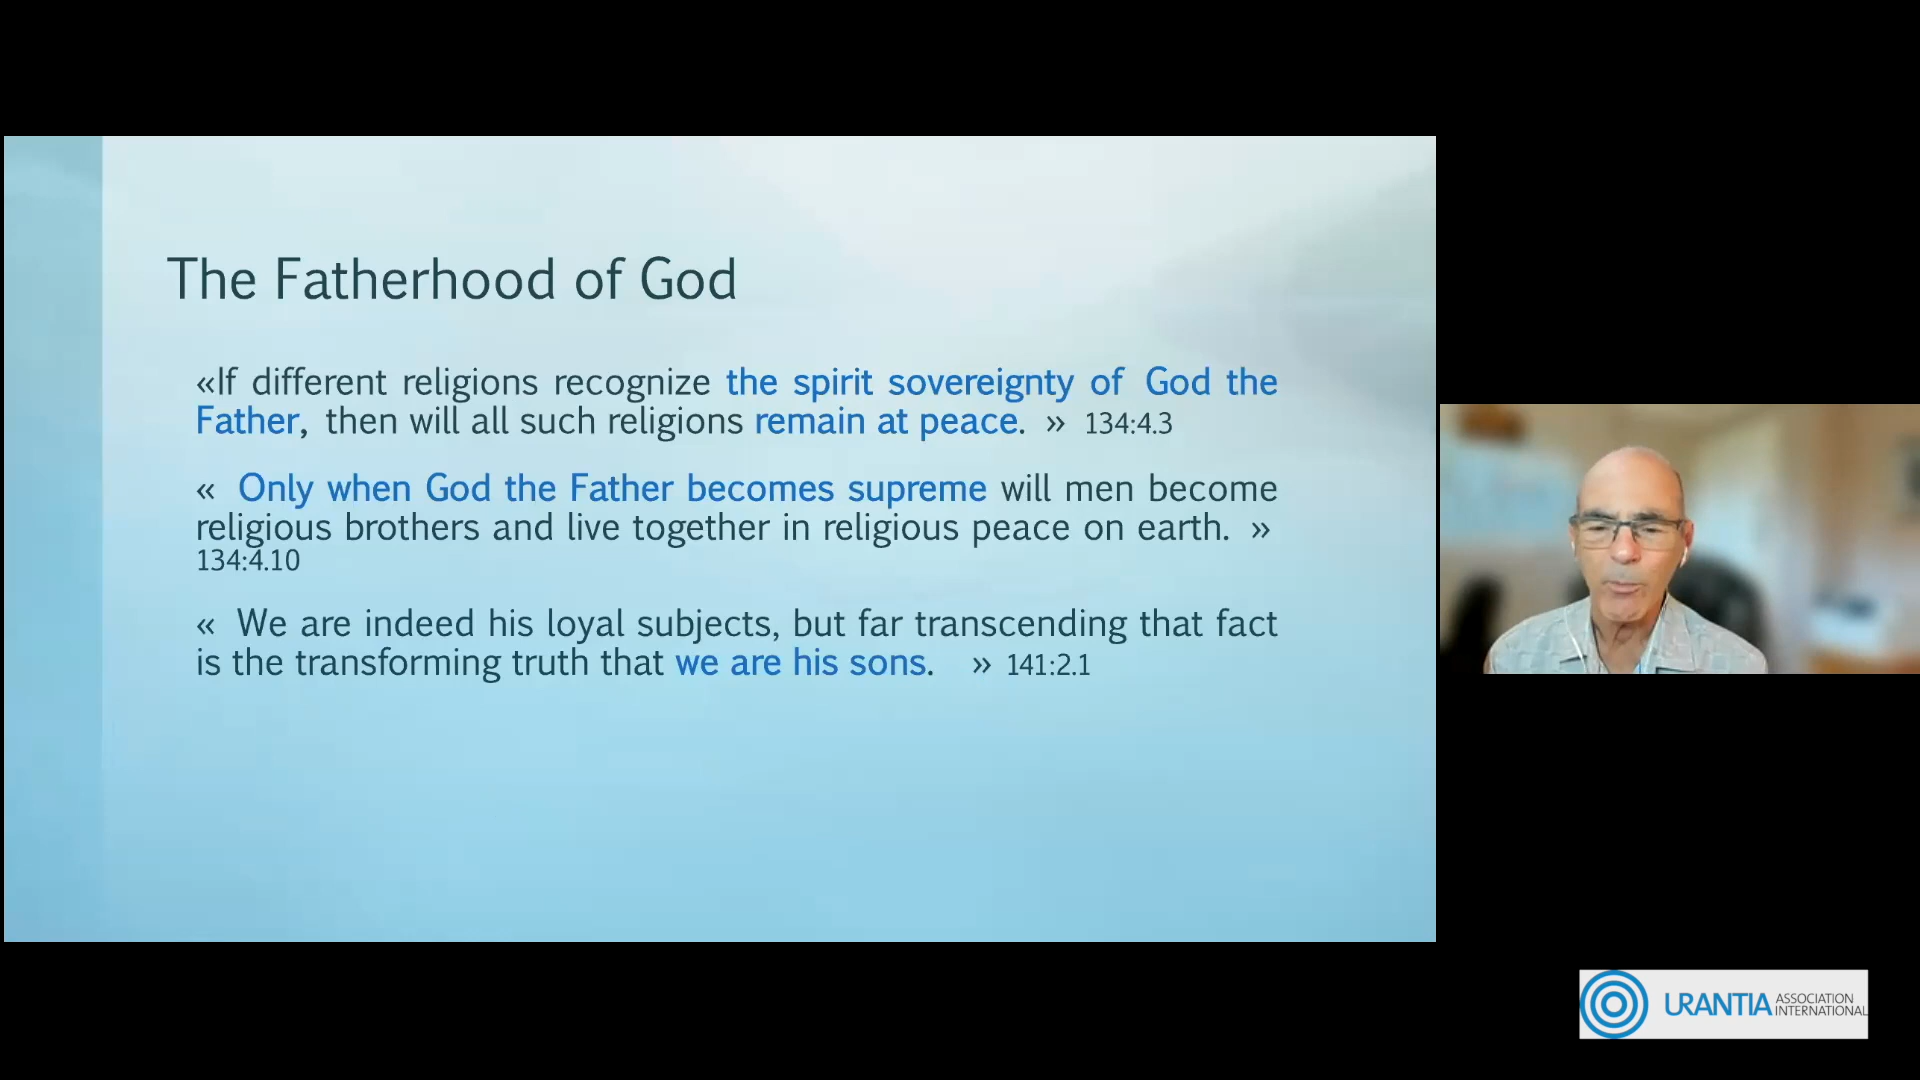 The Fatherhood of God
«If different religions recognize the spirit sovereignty of God the
Father, then will all such religions remain at peace. » 134:4.3
« Only when God the Father becomes supreme will men become
religious brothers and live together in religious peace on earth. »
134:4.10
« We are indeed his loyal subjects, but far transcending that fact
is the transforming truth that we are his sons. » 141:2.1
URANTIA ASSOCIATION
INTERNATIONAL